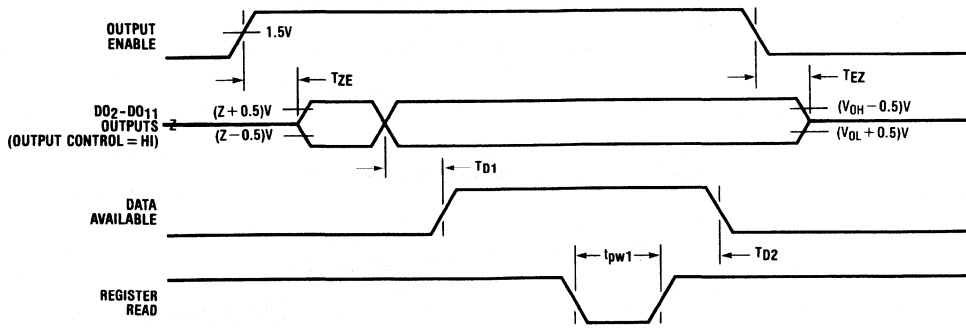 OUTPUT
ENABLE
1.5V
TZE
TEZ
DO2-DO11
OUTPUTS
(OUTPUT CONTROL = HI)
Z
(Z + 0.5)V
(Z − 0.5)V
(VOH − 0.5)V
(VOL + 0.5)V
TD1
DATA
AVAILABLE
TD2
tpw1
REGISTER
READ